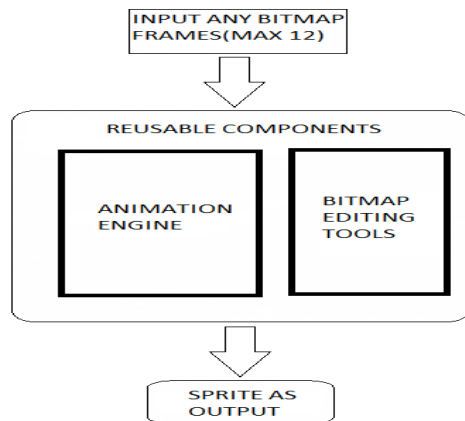 INPUT ANY BITMAP
FRAMES(MAX 12)
REUSABLE COMPONENTS
ANIMATION
ENGINE
BITMAP
EDITING
TOOLS
SPRITE AS
OUTPUT